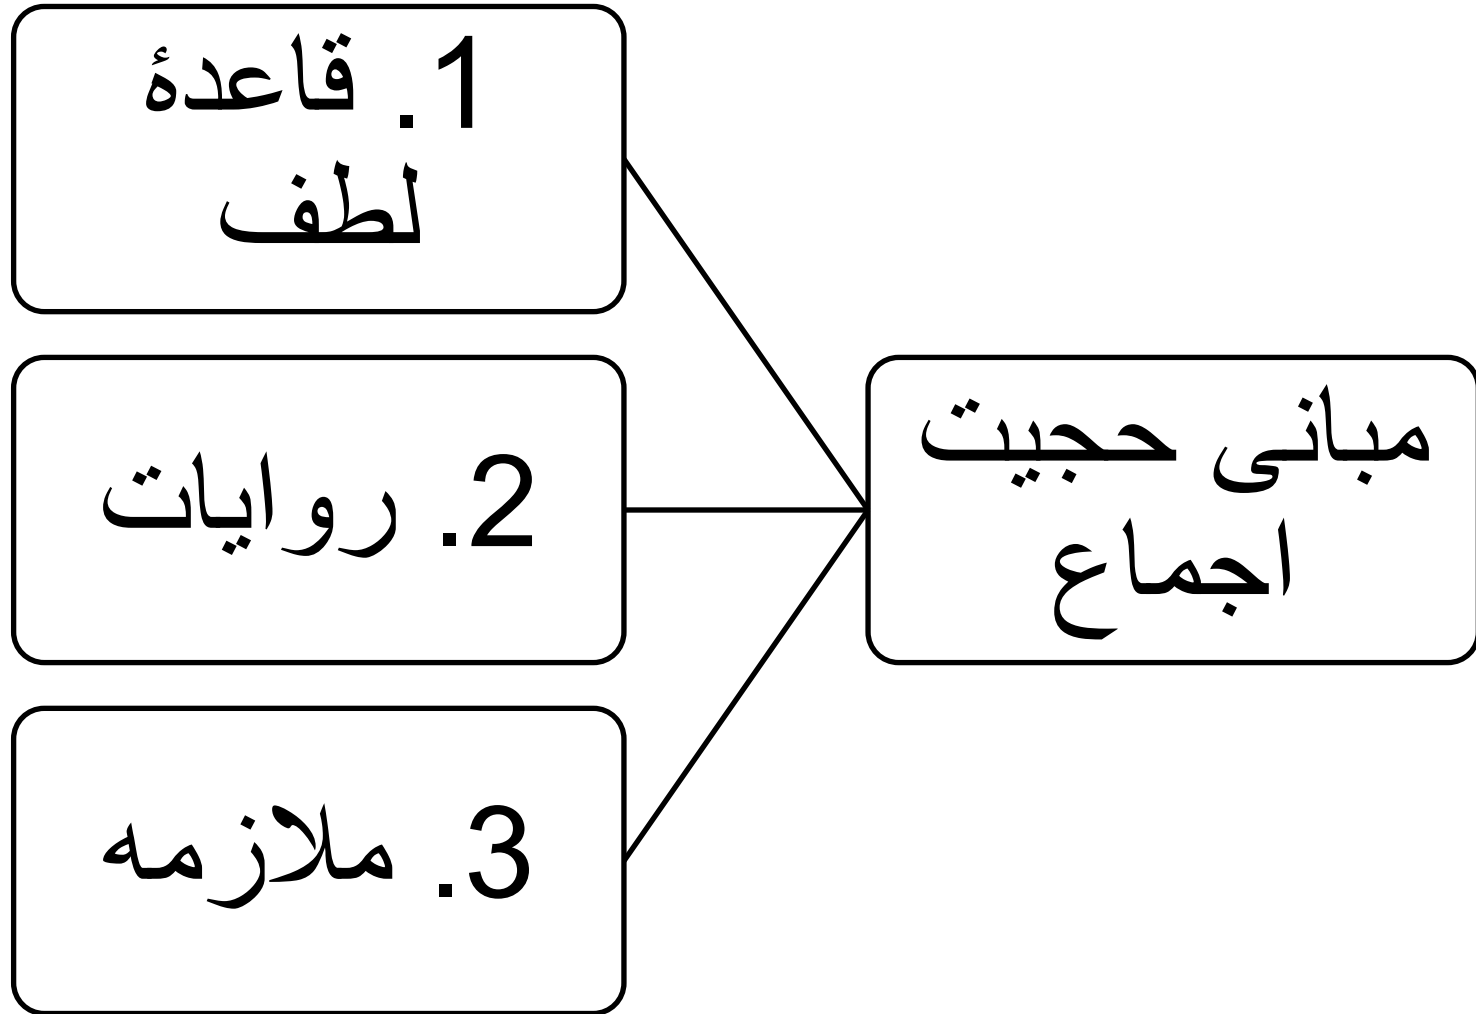 مبانی حجیت
اجماع
1. قاعدهٔ
لطف
2. روایات
3. ملازمه